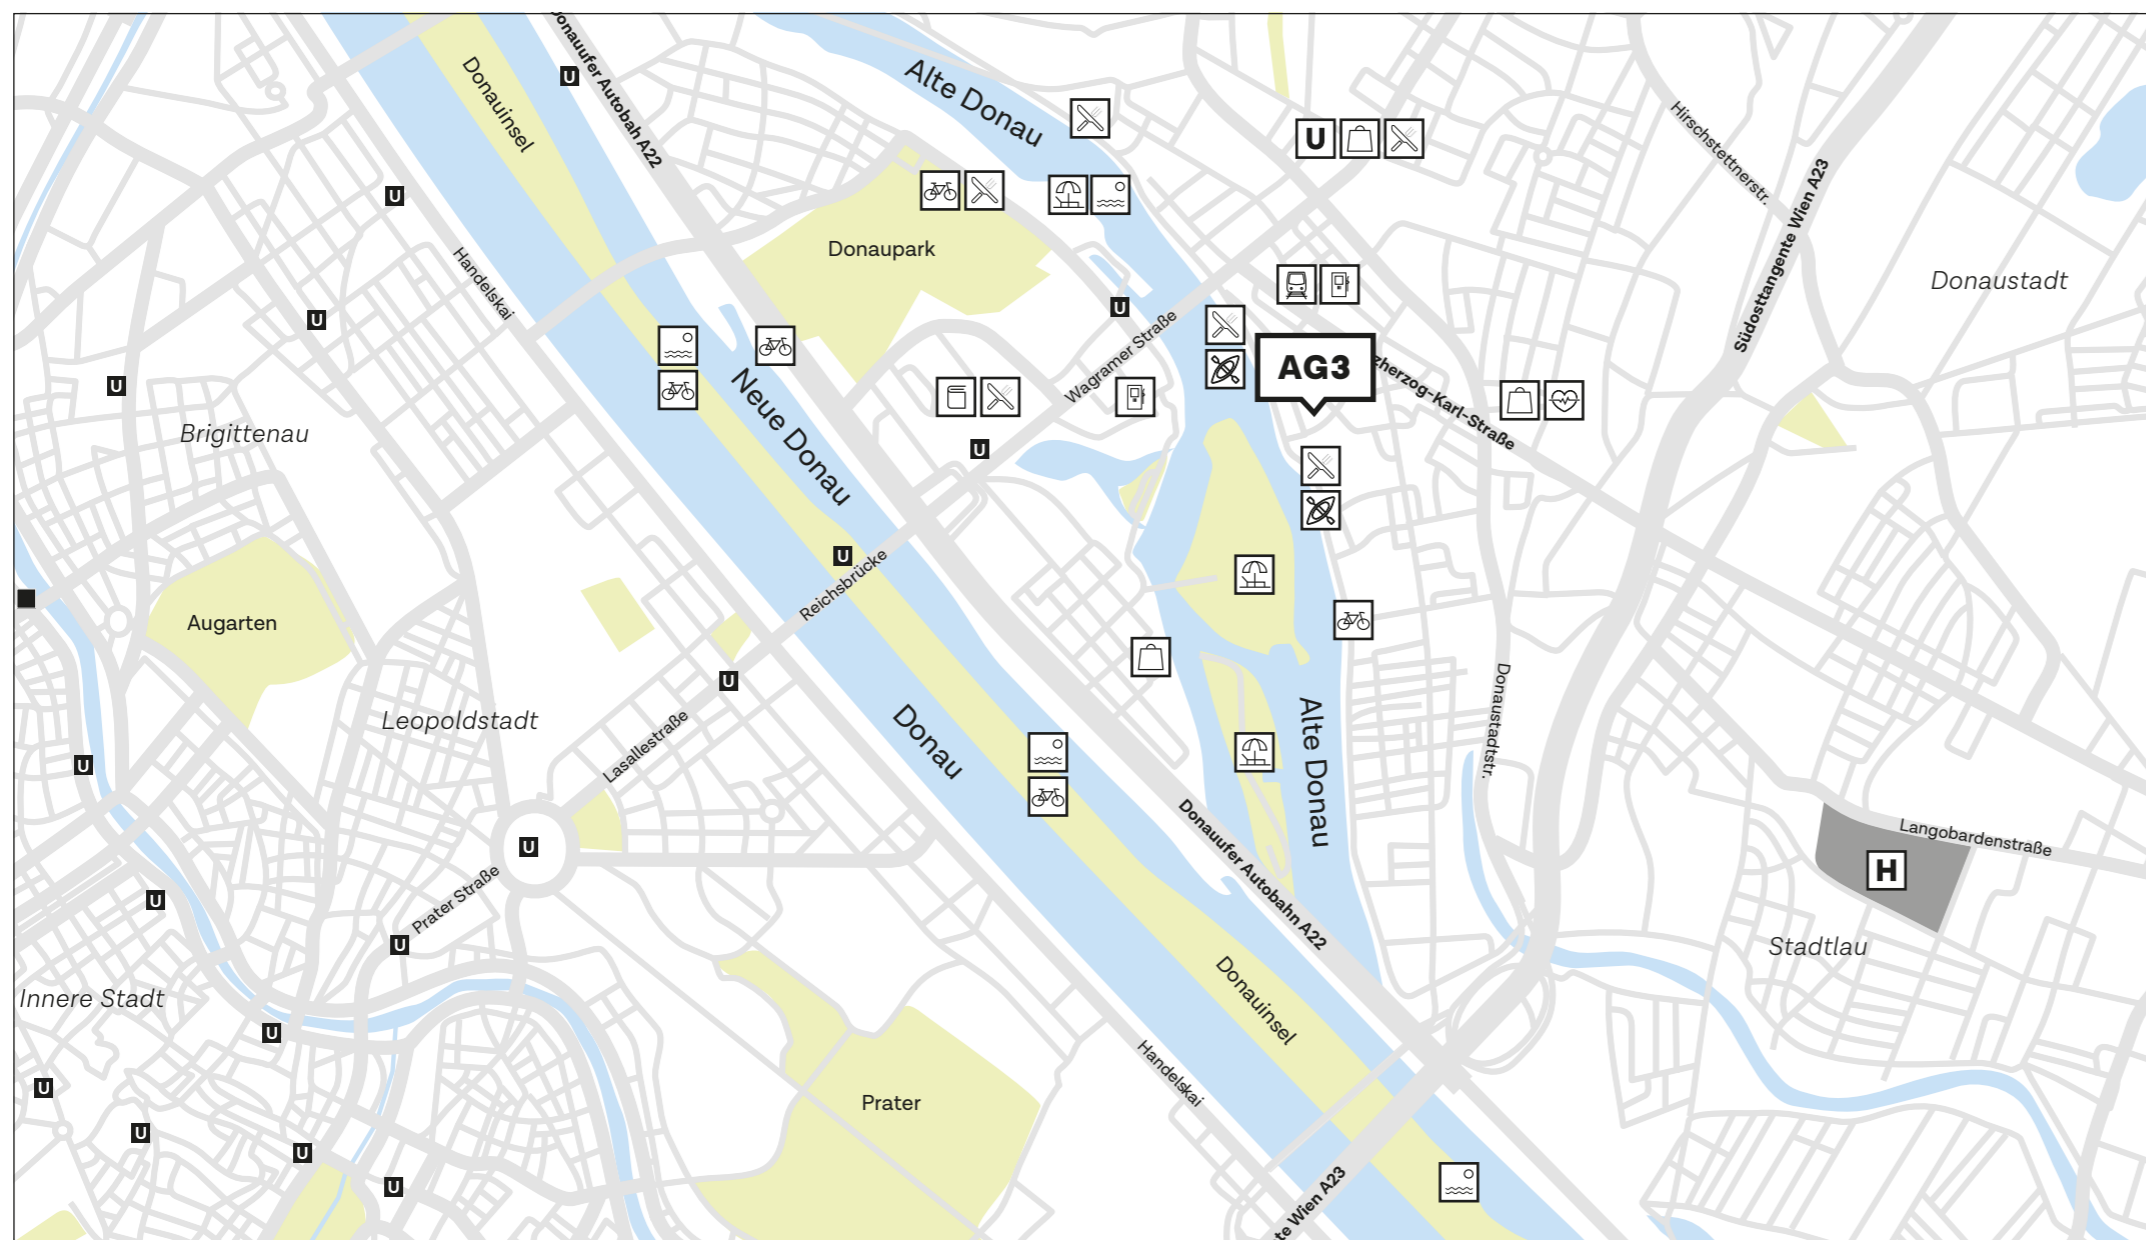 Donauinsel
Donauufer Autobah A22
Alte Donau
Hirschstettnerstr.
U
U
U
U
Südosttangente Wien A23
Donaustadt
Handelskai
Donaupark
U
U
Wagramer Straße
AG3
zherzog-Karl-Straße
U
Brigittenau
Neue Donau
U
U
Reichsbrücke
Augarten
U
Leopoldstadt
Lasallestraße
Donau
Donaustadtstr.
Alte Donau
U
U
Prater Straße
Donauufer Autobahn A22
Langobardenstraße
H
U
U
Stadtlau
Innere Stadt
Donauinsel
U
Handelskai
U
Prater
U
U
U
te Wien A23